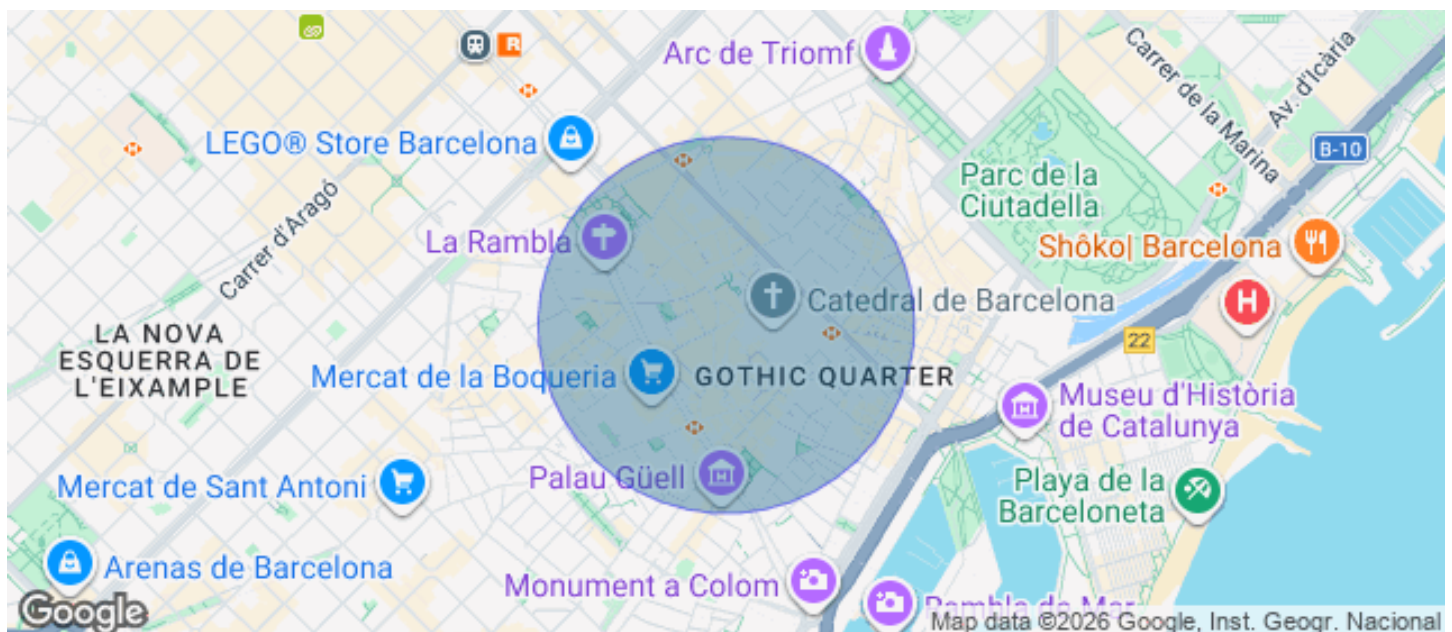 Arc de Triomf
Carrer de la Marina
Av. d'Icària
R
LEGO® Store Barcelona
B-10
Carrer d'Aragó
Parc de la
Ciutadella
La Rambla
Shôko| Barcelona
Catedral de Barcelona
H
LA NOVA
ESQUERRA DE
L'EIXAMPLE
22
Mercat de la Boqueria
GOTHIC QUARTER
Museu d'Història
de Catalunya
Palau Güell
Mercat de Sant Antoni
Playa de la
Barceloneta
Arenas de Barcelona
Monument a Colom
Rambla de Mar
Google
Map data ©2026 Google, Inst. Geogr. Nacional